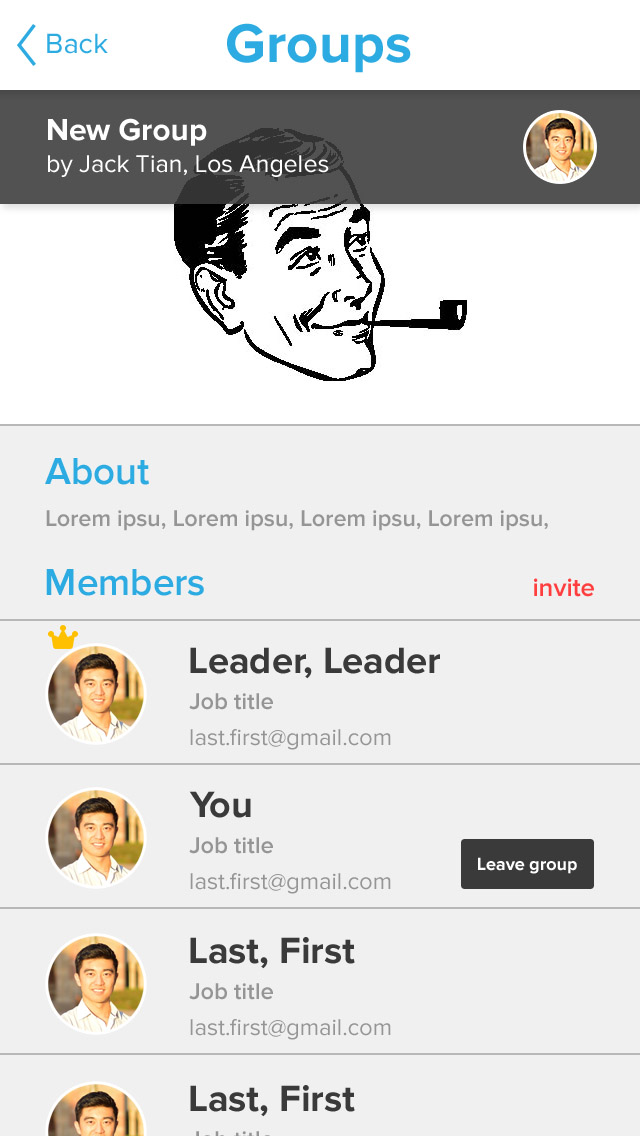 Back
Groups
New Group
by Jack Tian, Los Angeles
About
Lorem ipsu, Lorem ipsu, Lorem ipsu, Lorem ipsu,
Members
invite
Leader, Leader
Job title
last.first@gmail.com
You
Job title
last.first@gmail.com
Leave group
Last, First
Job title
last.first@gmail.com
Last, First
Job title